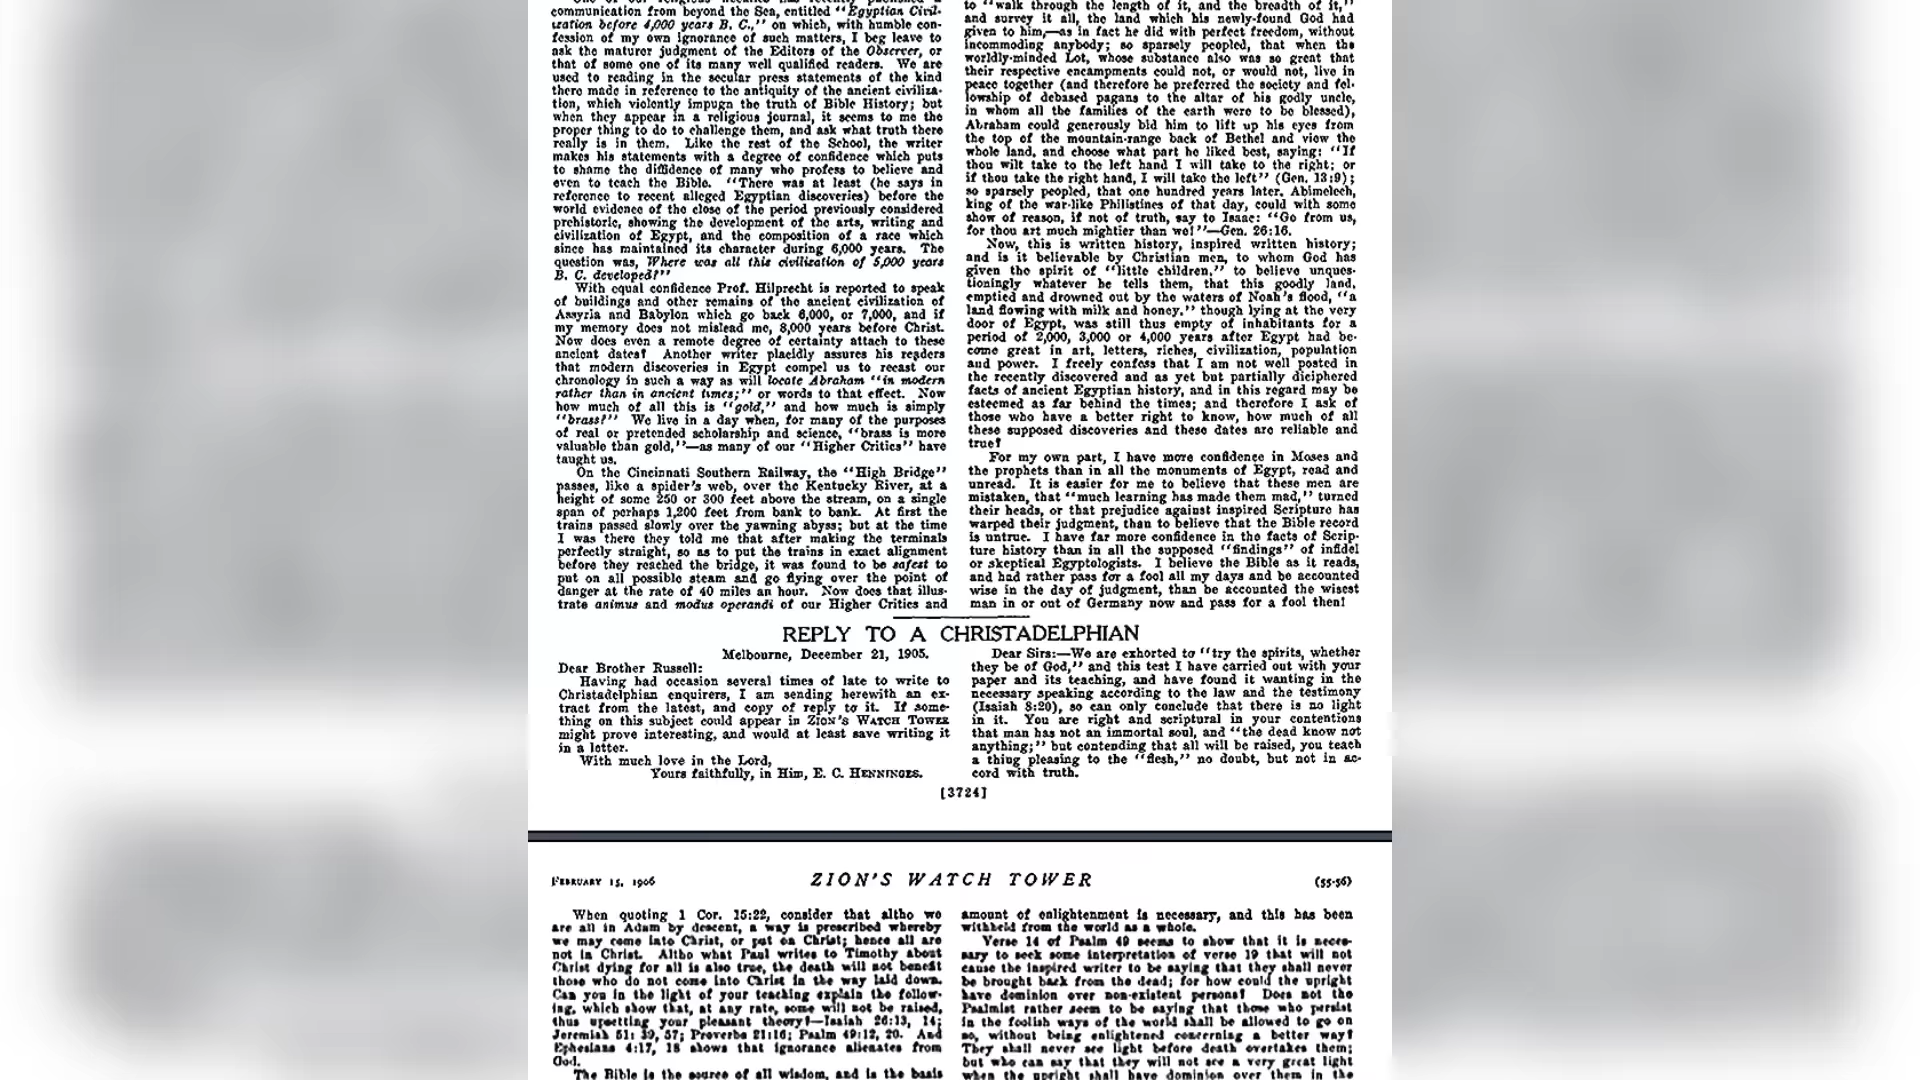 communication from beyond the Sea, entitled "Egyptian Civil-
ization before 4,000 years B. C.," on which, with humble con-
fession of my own ignorance of such matters, I beg leave to
ask the maturer judgment of the Editors of the Observer, or
that of some one of its many well qualified readers. We are
used to reading in the secular press statements of the kind
there made in reference to the antiquity of the ancient civiliza-
tion, which violently impugn the truth of Bible History; but
when they appear in a religious journal, it seems to me the
proper thing to do to challenge them, and ask what truth there
really is in them. Like the rest of the School, the writer
makes his statements with a degree of confidence which puts
to shame the diffidence of many who profess to believe and
even to teach the Bible. "There was at least (he says in
reference to recent alleged Egyptian discoveries) before the
world evidence of the close of the period previously considered
prehistoric, showing the development of the arts, writing and
civilization of Egypt, and the composition of a race which
since has maintained its character during 6,000 years. The
question was, Where was all this civilization of 5,000 years
B. C. developed?"
With equal confidence Prof. Hilprecht is reported to speak
of buildings and other remains of the ancient civilization of
Assyria and Babylon which go back 6,000, or 7,000, and if
my memory does not mislead me, 8,000 years before Christ.
Now does even a remote degree of certainty attach to these
ancient dates? Another writer placidly assures his readers
that modern discoveries in Egypt compel us to recast our
chronology in such a way as will locate Abraham "in modern
rather than in ancient times;" or words to that effect. Now
how much of all this is "gold," and how much is simply
"brass?" We live in a day when, for many of the purposes
of real or pretended scholarship and science, "brass is more
valuable than gold,"—as many of our "Higher Critics" have
taught us.
On the Cincinnati Southern Railway, the "High Bridge"
passes, like a spider's web, over the Kentucky River, at a
height of some 250 or 300 feet above the stream, on a single
span of perhaps 1,200 feet from bank to bank. At first the
trains passed slowly over the yawning abyss; but at the time
I was there they told me that after making the terminals
perfectly straight, so as to put the trains in exact alignment
before they reached the bridge, it was found to be safest to
put on all possible steam and go flying over the point of
danger at the rate of 40 miles an hour. Now does that illus-
trate animus and modus operandi of our Higher Critics and
to "walk through the length of it, and the breadth of it,"
and survey it all, the land which his newly-found God had
given to him,—as in fact he did with perfect freedom, without
incommoding anybody; so sparsely peopled, that when the
worldly-minded Lot, whose substance also was so great that
their respective encampments could not, or would not, live in
peace together (and therefore he preferred the society and fel-
lowship of debased pagans to the altar of his godly uncle,
in whom all the families of the earth were to be blessed),
Abraham could generously bid him to lift up his eyes from
the top of the mountain-range back of Bethel and view the
whole land, and choose what part he liked best, saying: "If
thou wilt take to the left hand I will take to the right; or
if thou take the right hand, I will take the left" (Gen. 13:9);
so sparsely peopled, that one hundred years later, Abimelech,
king of the war-like Philistines of that day, could with some
show of reason, if not of truth, say to Isaac: "Go from us,
for thou art much mightier than we!"—Gen. 26:16.
Now, this is written history, inspired written history;
and is it believable by Christian men, to whom God has
given the spirit of "little children," to believe unques-
tioningly whatever he tells them, that this goodly land,
emptied and drowned out by the waters of Noah's flood, "a
land flowing with milk and honey," though lying at the very
door of Egypt, was still thus empty of inhabitants for a
period of 2,000, 3,000 or 4,000 years after Egypt had be-
come great in art, letters, riches, civilization, population
and power. I freely confess that I am not well posted in
the recently discovered and as yet but partially diciphered
facts of ancient Egyptian history, and in this regard may be
esteemed as far behind the times; and therefore I ask of
those who have a better right to know, how much of all
these supposed discoveries and these dates are reliable and
true?
For my own part, I have more confidence in Moses and
the prophets than in all the monuments of Egypt, read and
unread. It is easier for me to believe that these men are
mistaken, that "much learning has made them mad," turned
their heads, or that prejudice against inspired Scripture has
warped their judgment, than to believe that the Bible record
is untrue. I have far more confidence in the facts of Scrip-
ture history than in all the supposed "findings" of infidel
or skeptical Egyptologists. I believe the Bible as it reads,
and had rather pass for a fool all my days and be accounted
wise in the day of judgment, than be accounted the wisest
man in or out of Germany now and pass for a fool then!
REPLY TO A CHRISTADELPHIAN
Melbourne, December 21, 1905.
Dear Brother Russell:
Having had occasion several times of late to write to
Christadelphian enquirers, I am sending herewith an ex-
tract from the latest, and copy of reply to it. If some-
thing on this subject could appear in ZION'S WATCH TOWER
might prove interesting, and would at least save writing it
in a letter.
With much love in the Lord,
Yours faithfully, in Him, E. C. HENNINGES.
Dear Sirs:—We are exhorted to "try the spirits, whether
they be of God," and this test I have carried out with your
paper and its teaching, and have found it wanting in the
necessary speaking according to the law and the testimony
(Isaiah 8:20), so can only conclude that there is no light
in it. You are right and scriptural in your contentions
that man has not an immortal soul, and "the dead know not
anything;" but contending that all will be raised, you teach
a thing pleasing to the "flesh," no doubt, but not in ac-
cord with truth.
[3724]
FEBRUARY 15, 1906
ZION'S WATCH TOWER
(55-56)
When quoting 1 Cor. 15:22, consider that altho we
are all in Adam by descent, a way is prescribed whereby
we may come into Christ, or put on Christ; hence all are
not in Christ. Altho what Paul writes to Timothy about
Christ dying for all is also true, the death will not benefit
those who do not come into Christ in the way laid down.
Can you in the light of your teaching explain the follow-
ing, which show that, at any rate, some will not be raised,
thus upsetting your pleasant theory?—Isaiah 26:13, 14;
Jeremiah 51: 39, 57; Proverbs 21:16; Psalm 49:12, 20. And
Ephesians 4:17, 18 shows that ignorance alienates from
God.
The Bible is the source of all wisdom, and is the basis
amount of enlightenment is necessary, and this has been
withheld from the world as a whole.
Verse 14 of Psalm 49 seems to show that it is neces-
sary to seek some interpretation of verse 19 that will not
cause the inspired writer to be saying that they shall never
be brought back from the dead; for how could the upright
have dominion over non-existent persons? Does not the
Psalmist rather seem to be saying that those who persist
in the foolish ways of the world shall be allowed to go on
so, without being enlightened concerning a better way?
They shall never see light before death overtakes them;
but who can say that they will not see a very great light
when the upright shall have dominion over them in the